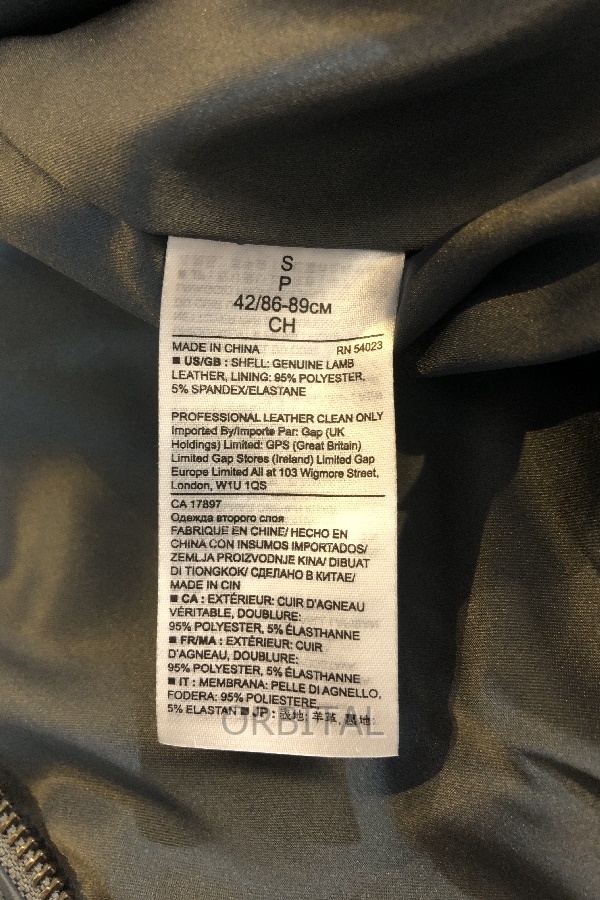 S
P
42/86-89CM
CH
MADE IN CHINA RN 54023
■ US/GB : SHELL: GENUINE LAMB
LEATHER, LINING: 95% POLYESTER,
5% SPANDEX/ELASTANE
PROFESSIONAL LEATHER CLEAN ONLY
Imported By/Importe Par: Gap (UK
Holdings) Limited: GPS (Great Britain)
Limited Gap Stores (Ireland) Limited Gap
Europe Limited All at 103 Wigmore Street,
London, W1U 1QS
CA 17897
Одежда второго слоя
FABRIQUE EN CHINE/ HECHO EN
CHINA CON INSUMOS IMPORTADOS/
ZEMLJA PROIZVODNJE KINA/ DIBUAT
DI TIONGKOK/ СДЕЛАНО В КИТАЕ/
MADE IN CIN
■ CA : EXTÉRIEUR: CUIR D'AGNEAU
VÉRITABLE, DOUBLURE:
95% POLYESTER, 5% ÉLASTHANNE
■ FR/MA : EXTÉRIEUR: CUIR
D'AGNEAU, DOUBLURE:
95% POLYESTER, 5% ÉLASTHANNE
■ IT : MEMBRANA: PELLE DI AGNELLO,
FODERA: 95% POLIESTERE,
5% ELASTAN ■ JP : 表地: 羊革, 裏地:
ORBITAL